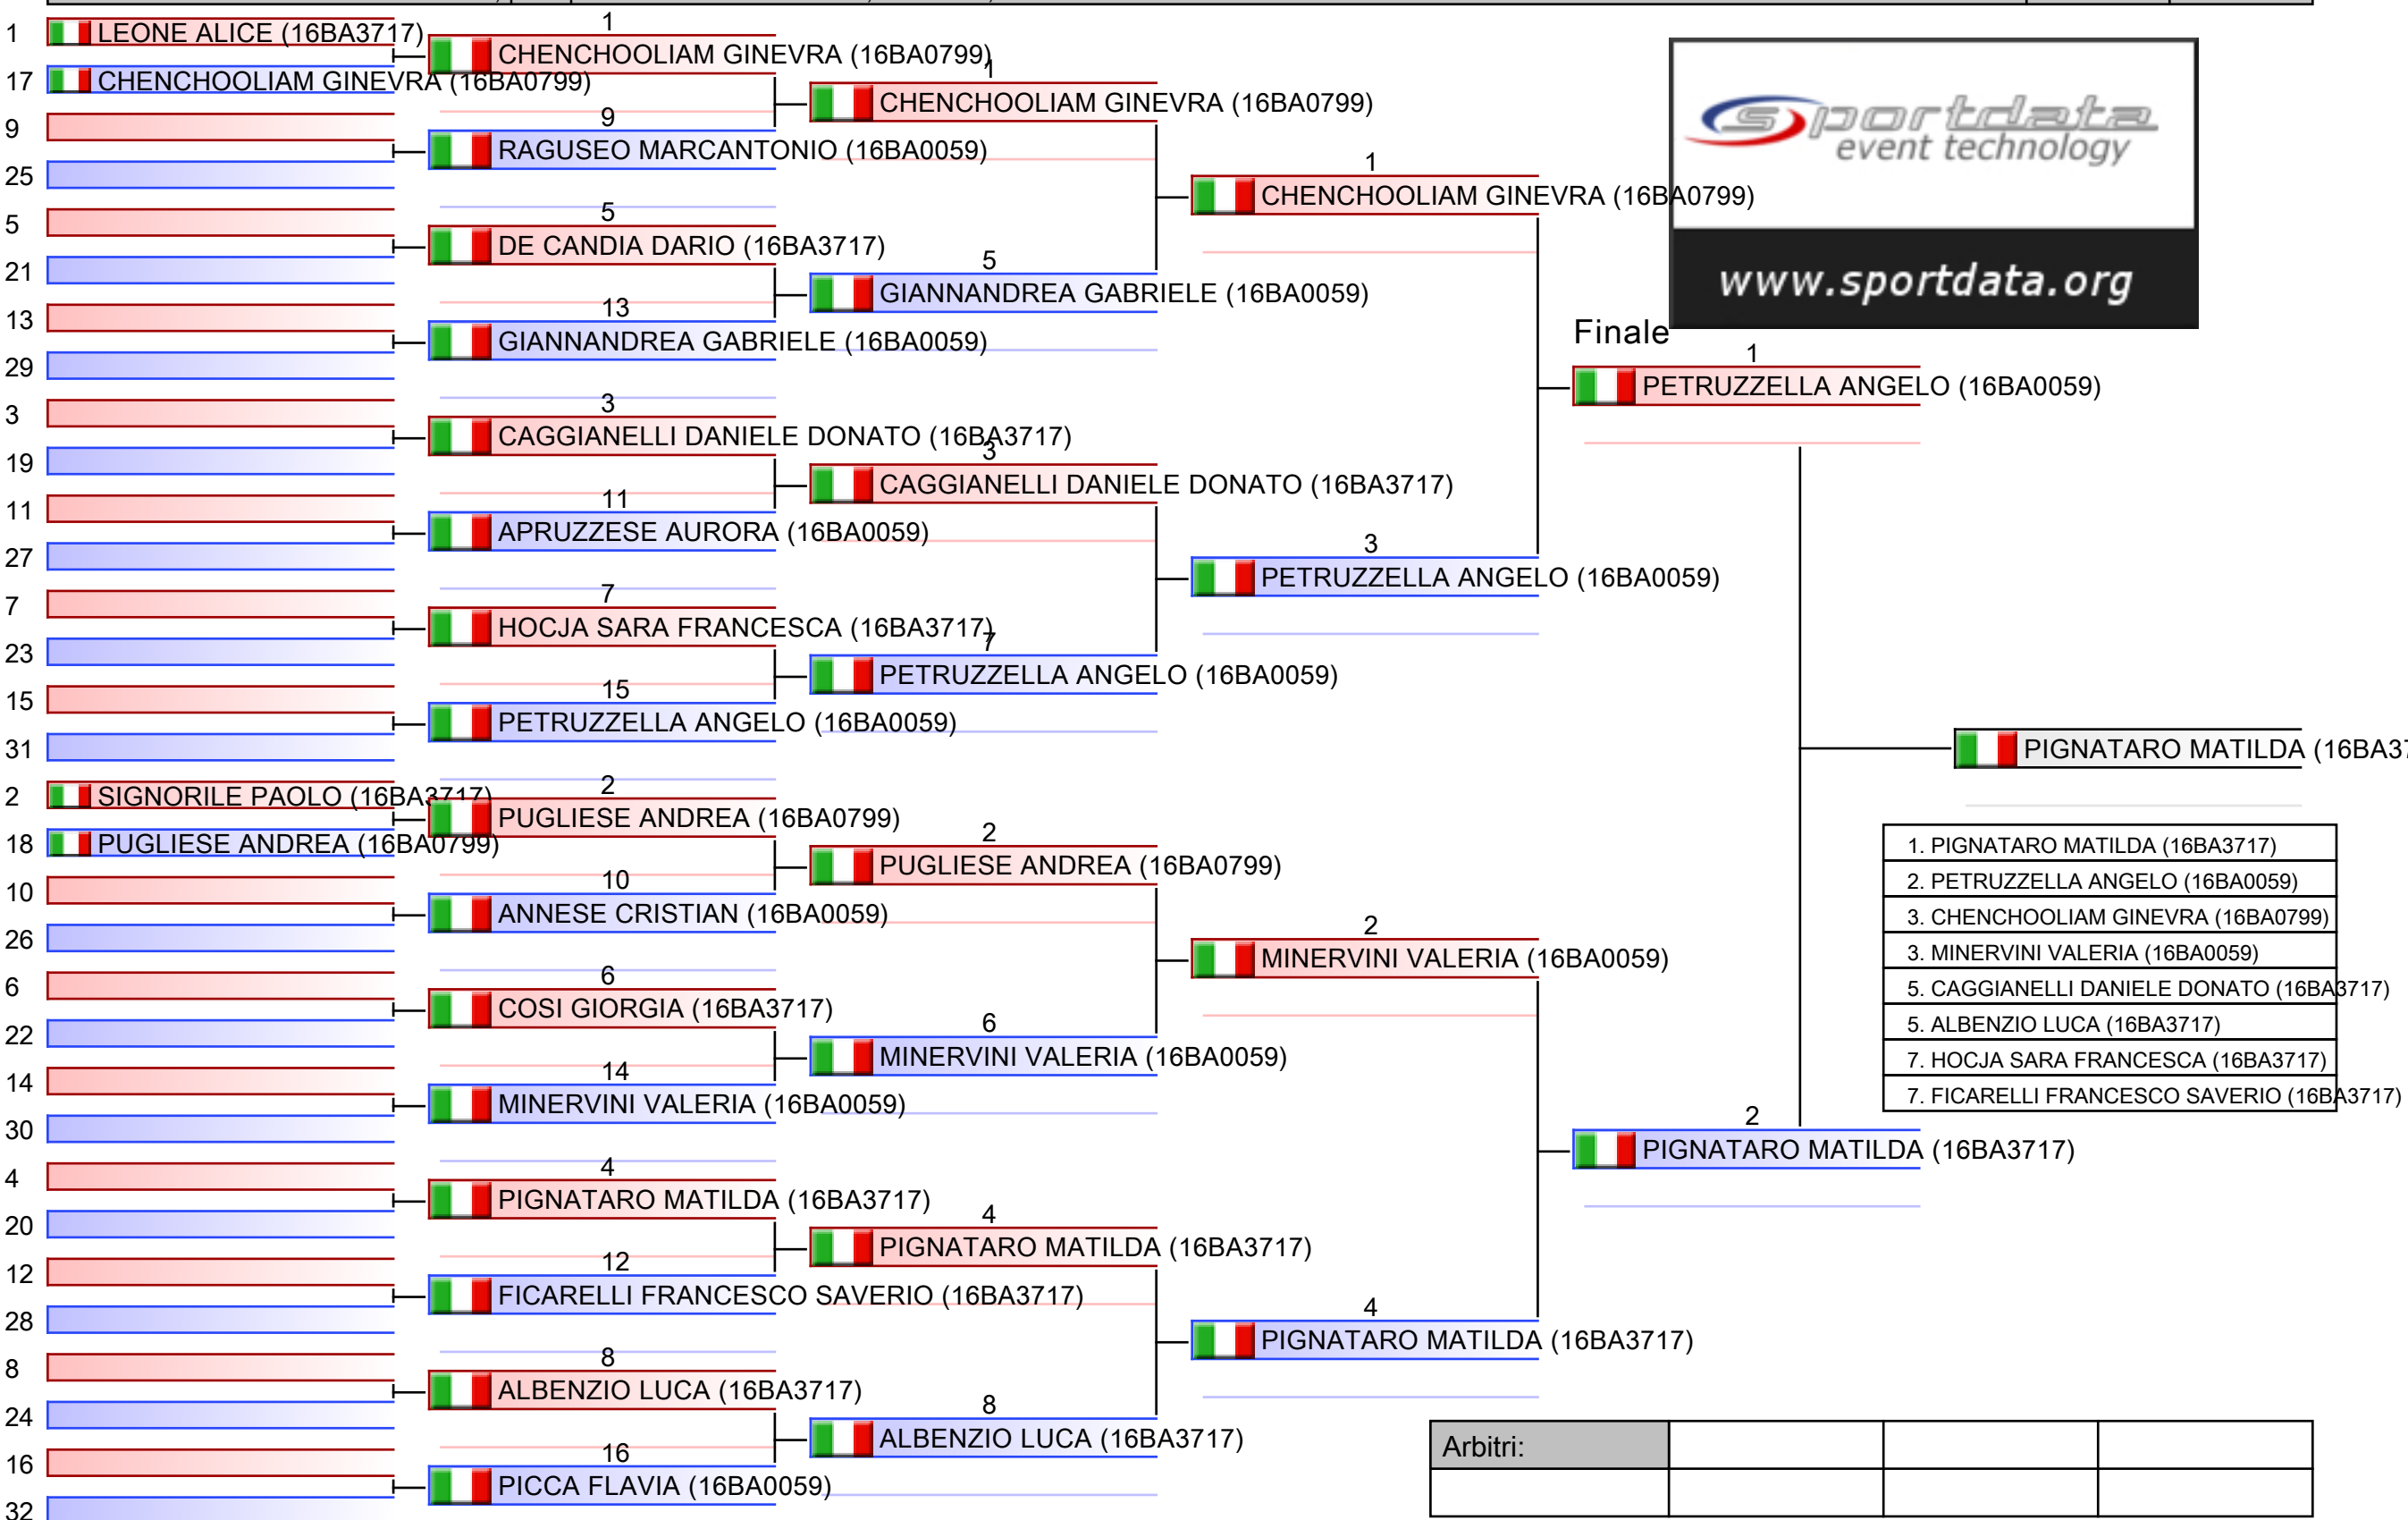 1 LEONE ALICE (16BA3717)
17 CHENCHOOLIAM GINEVRA (16BA0799)
9
25
5
21
13
29
3
19
11
27
7
23
15
31
2 SIGNORILE PAOLO (16BA3717)
18 PUGLIESE ANDREA (16BA0799)
10
26
6
22
14
30
4
20
12
28
8
24
16
32
1
CHENCHOOLIAM GINEVRA (16BA0799)
9
RAGUSEO MARCANTONIO (16BA0059)
5
DE CANDIA DARIO (16BA3717)
13
GIANNANDREA GABRIELE (16BA0059)
3
CAGGIANELLI DANIELE DONATO (16BA3717)
11
APRUZZESE AURORA (16BA0059)
7
HOCJA SARA FRANCESCA (16BA3717)
15
PETRUZZELLA ANGELO (16BA0059)
2
PUGLIESE ANDREA (16BA0799)
10
ANNESE CRISTIAN (16BA0059)
6
COSI GIORGIA (16BA3717)
14
MINERVINI VALERIA (16BA0059)
4
PIGNATARO MATILDA (16BA3717)
12
FICARELLI FRANCESCO SAVERIO (16BA3717)
8
ALBENZIO LUCA (16BA3717)
16
PICCA FLAVIA (16BA0059)
1
CHENCHOOLIAM GINEVRA (16BA0799)
5
GIANNANDREA GABRIELE (16BA0059)
3
CAGGIANELLI DANIELE DONATO (16BA3717)
7
PETRUZZELLA ANGELO (16BA0059)
2
PUGLIESE ANDREA (16BA0799)
6
MINERVINI VALERIA (16BA0059)
4
PIGNATARO MATILDA (16BA3717)
8
ALBENZIO LUCA (16BA3717)
1
CHENCHOOLIAM GINEVRA (16BA0799)
3
PETRUZZELLA ANGELO (16BA0059)
2
MINERVINI VALERIA (16BA0059)
4
PIGNATARO MATILDA (16BA3717)
sportdata
event technology
www.sportdata.org
Finale
1
PETRUZZELLA ANGELO (16BA0059)
2
PIGNATARO MATILDA (16BA3717)
PIGNATARO MATILDA (16BA37
1. PIGNATARO MATILDA (16BA3717)
2. PETRUZZELLA ANGELO (16BA0059)
3. CHENCHOOLIAM GINEVRA (16BA0799)
3. MINERVINI VALERIA (16BA0059)
5. CAGGIANELLI DANIELE DONATO (16BA3717)
5. ALBENZIO LUCA (16BA3717)
7. HOCJA SARA FRANCESCA (16BA3717)
7. FICARELLI FRANCESCO SAVERIO (16BA3717)
Arbitri: